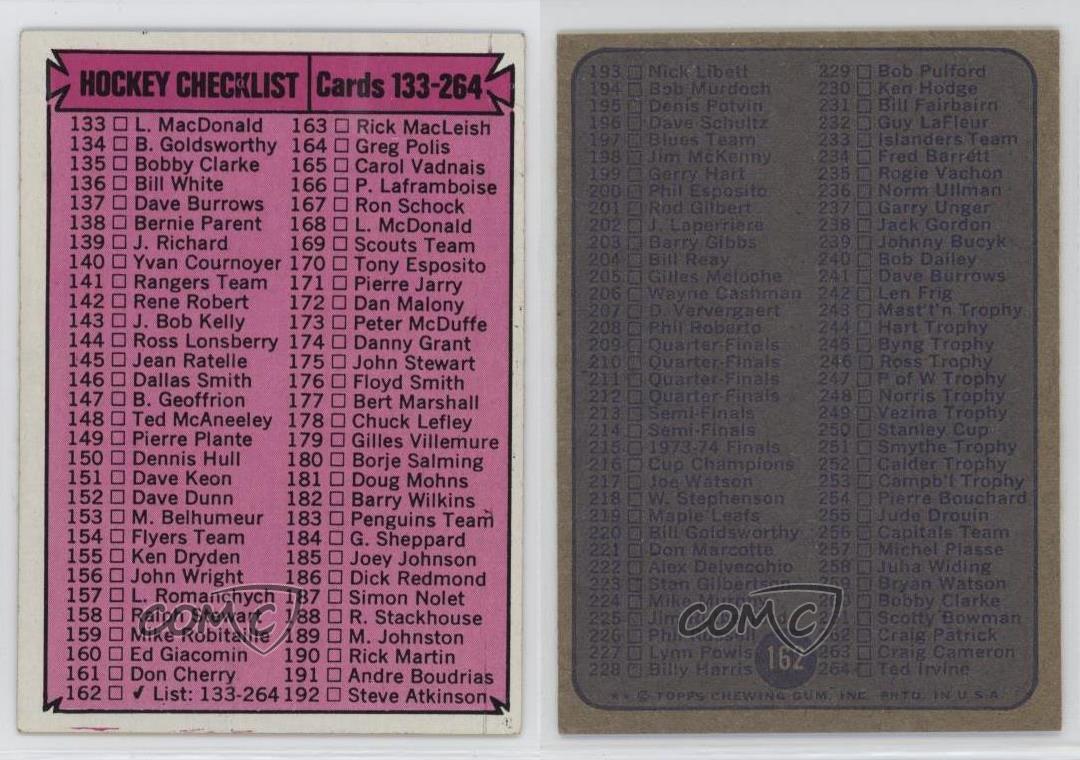 HOCKEY CHECKLIST Cards 133-264
133 L. MacDonald
134 B. Goldsworthy
135 Bobby Clarke
136 Bill White
137 Dave Burrows
138 Bernie Parent
139 J. Richard
140 Yvan Cournoyer
141 Rangers Team
142 Rene Robert
143 J. Bob Kelly
144 Ross Lonsberry
145 Jean Ratelle
146 Dallas Smith
147 B. Geoffrion
148 Ted McAneeley
149 Pierre Plante
150 Dennis Hull
151 Dave Keon
152 Dave Dunn
153 M. Belhumeur
154 Flyers Team
155 Ken Dryden
156 John Wright
157 L. Romanchych
158 Ralph Stewart
159 Mike Robitaille
160 Ed Giacomin
161 Don Cherry
162 ✓ List: 133-264
163 Rick MacLeish
164 Greg Polis
165 Carol Vadnais
166 P. Laframboise
167 Ron Schock
168 L. McDonald
169 Scouts Team
170 Tony Esposito
171 Pierre Jarry
172 Dan Malony
173 Peter McDuffe
174 Danny Grant
175 John Stewart
176 Floyd Smith
177 Bert Marshall
178 Chuck Lefley
179 Gilles Villemure
180 Borje Salming
181 Doug Mohns
182 Barry Wilkins
183 Penguins Team
184 G. Sheppard
185 Joey Johnson
186 Dick Redmond
187 Simon Nolet
188 R. Stackhouse
189 M. Johnston
190 Rick Martin
191 Andre Boudrias
192 Steve Atkinson
COMC
193 Nick Libett
194 Bob Murdoch
195 Denis Potvin
196 Dave Schultz
197 Blues Team
198 Jim McKenny
199 Gerry Hart
200 Phil Esposito
201 Rod Gilbert
202 J. Laperriere
203 Barry Gibbs
204 Bill Reay
205 Gilles Meloche
206 Wayne Cashman
207 D. Ververgaert
208 Phil Roberto
209 Quarter-Finals
210 Quarter-Finals
211 Quarter-Finals
212 Quarter-Finals
213 Semi-Finals
214 Semi-Finals
215 1973-74 Finals
216 Cup Champions
217 Joe Watson
218 W. Stephenson
219 Maple Leafs
220 Bill Goldsworthy
221 Don Marcotte
222 Alex Delvecchio
223 Stan Gilbertson
224 Mike
225 Jim
226 Phil
227 Lynn Powis
228 Billy Harris
229 Bob Pulford
230 Ken Hodge
231 Bill Fairbairn
232 Guy LaFleur
233 Islanders Team
234 Fred Barrett
235 Rogie Vachon
236 Norm Ullman
237 Garry Unger
238 Jack Gordon
239 Johnny Bucyk
240 Bob Dailey
241 Dave Burrows
242 Len Frig
243 Mast't'n Trophy
244 Hart Trophy
245 Byng Trophy
246 Ross Trophy
247 P of W Trophy
248 Norris Trophy
249 Vezina Trophy
250 Stanley Cup
251 Smythe Trophy
252 Calder Trophy
253 Campb'l Trophy
254 Pierre Bouchard
255 Jude Drouin
256 Capitals Team
257 Michel Plasse
258 Juha Widing
259 Bryan Watson
Bobby Clarke
Scotty Bowman
262 Craig Patrick
263 Craig Cameron
264 Ted Irvine
COMC
162
** © TOPPS CHEWING GUM, INC. PRTD. IN U.S.A.